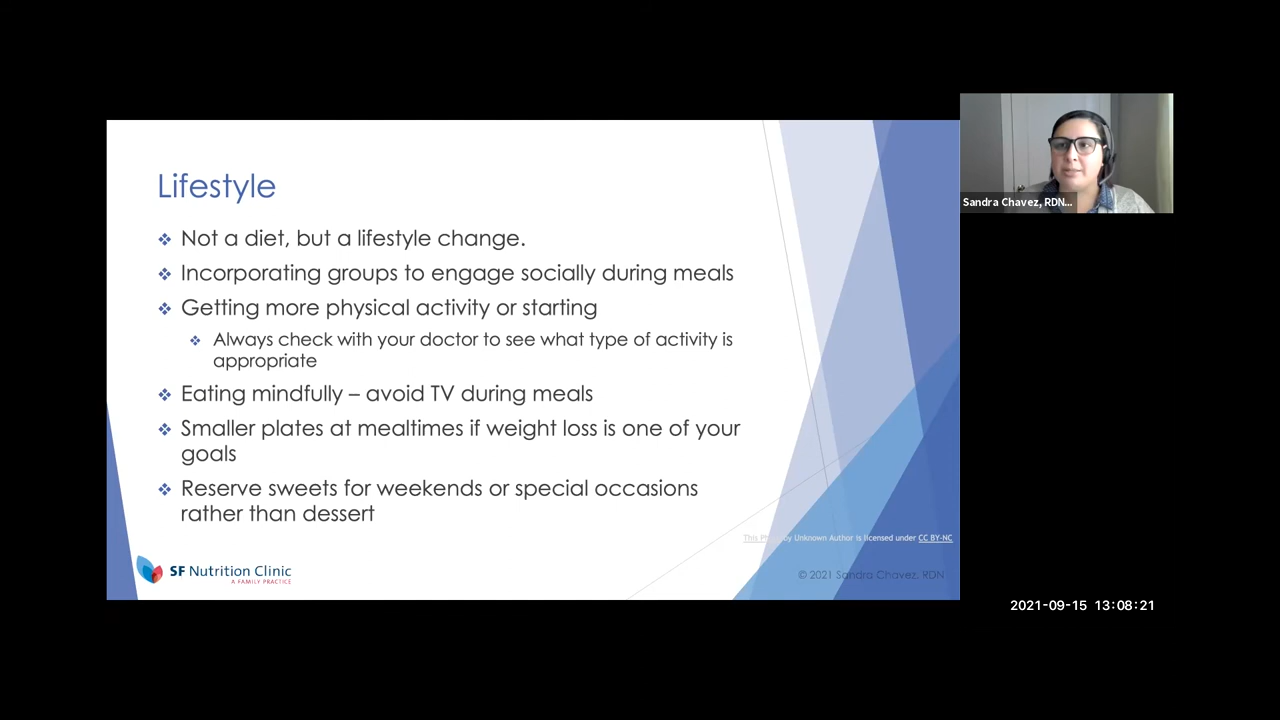 Lifestyle
Not a diet, but a lifestyle change.
Incorporating groups to engage socially during meals
Getting more physical activity or starting
Always check with your doctor to see what type of activity is
appropriate
Eating mindfully – avoid TV during meals
Smaller plates at mealtimes if weight loss is one of your
goals
Reserve sweets for weekends or special occasions
rather than dessert
This Photo by Unknown Author is licensed under CC BY-NC
SF Nutrition Clinic
A FAMILY PRACTICE
© 2021 Sandra Chavez, RDN
Sandra Chavez, RDN...
2021-09-15 13:08:21